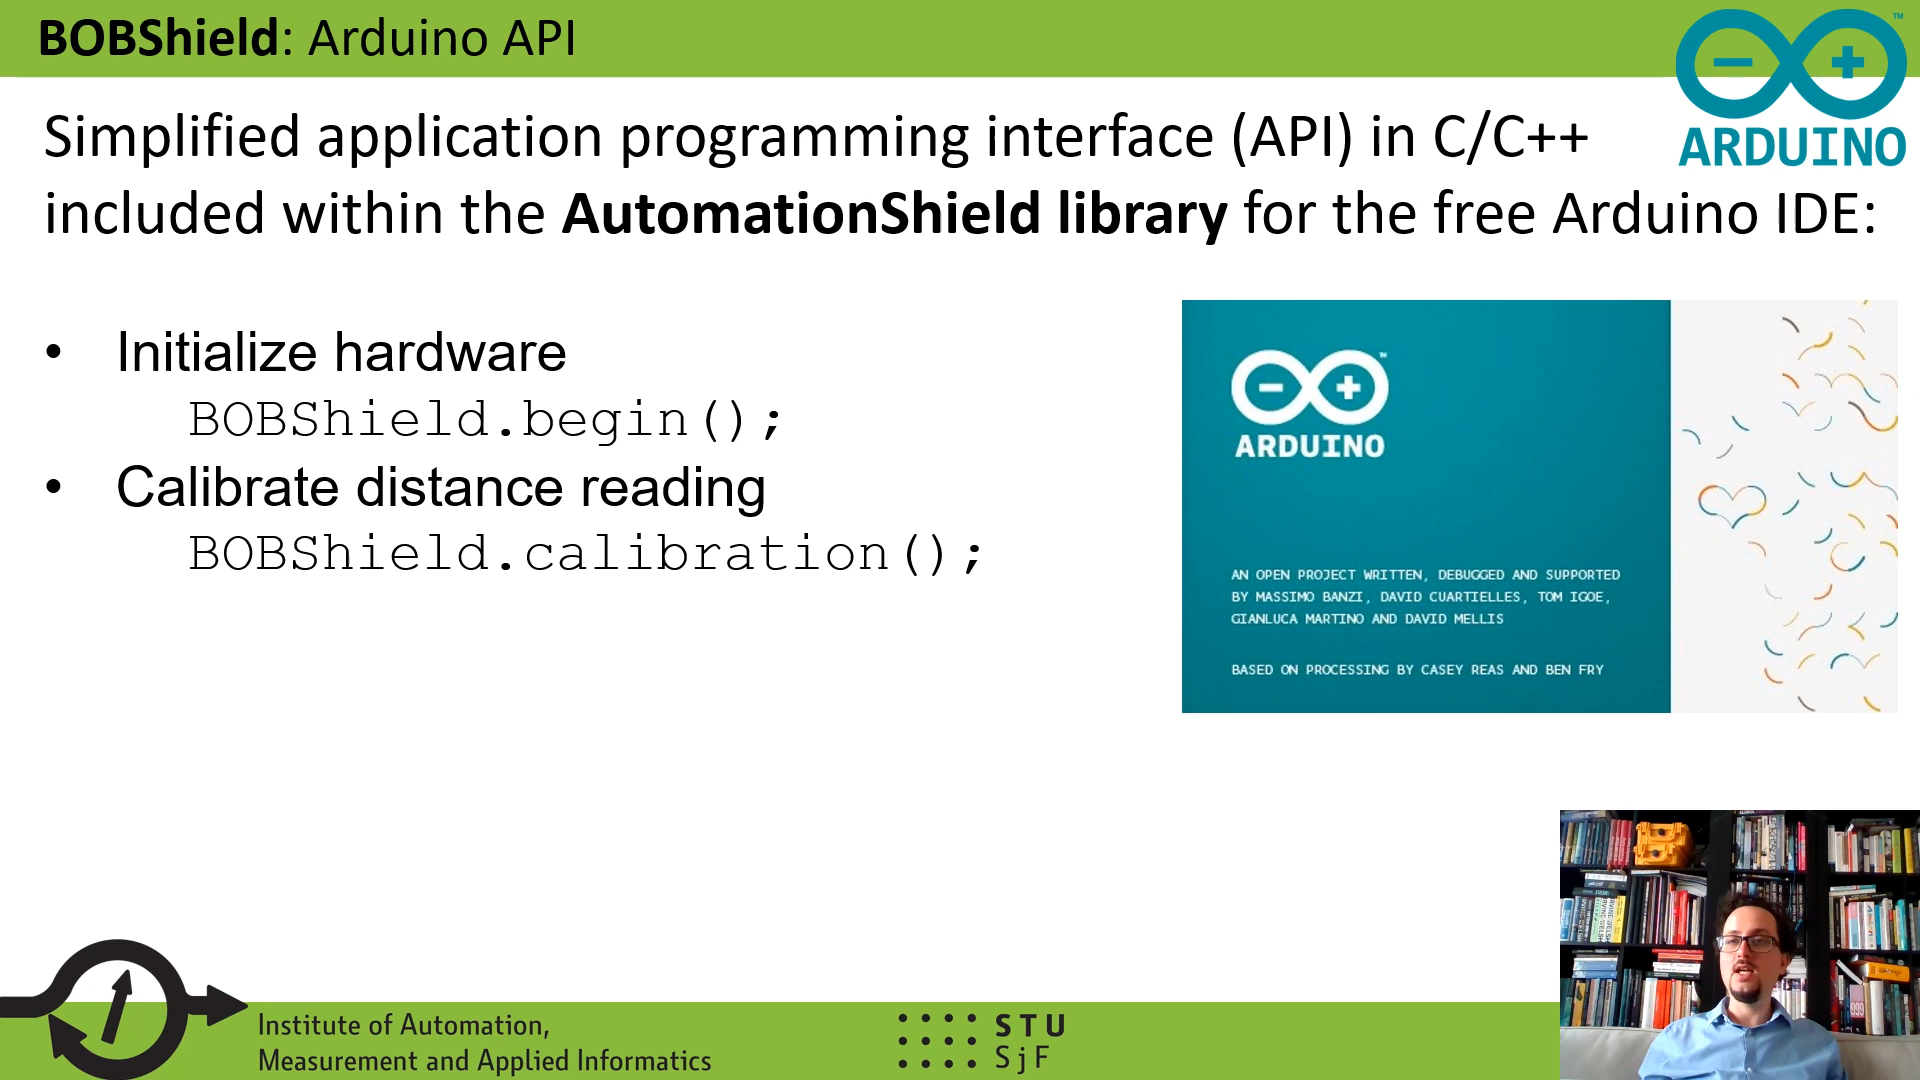 BOBShield: Arduino API
Simplified application programming interface (API) in C/C++
included within the AutomationShield library for the free Arduino IDE:
ARDUINO
TM
• Initialize hardware
BOBShield.begin();
• Calibrate distance reading
BOBShield.calibration();
ARDUINO
AN OPEN PROJECT WRITTEN, DEBUGGED AND SUPPORTED
BY MASSIMO BANZI, DAVID CUARTIELLES, TOM IGOE,
GIANLUCA MARTINO AND DAVID MELLIS
BASED ON PROCESSING BY CASEY REAS AND BEN FRY
Institute of Automation,
Measurement and Applied Informatics
STU
SjF